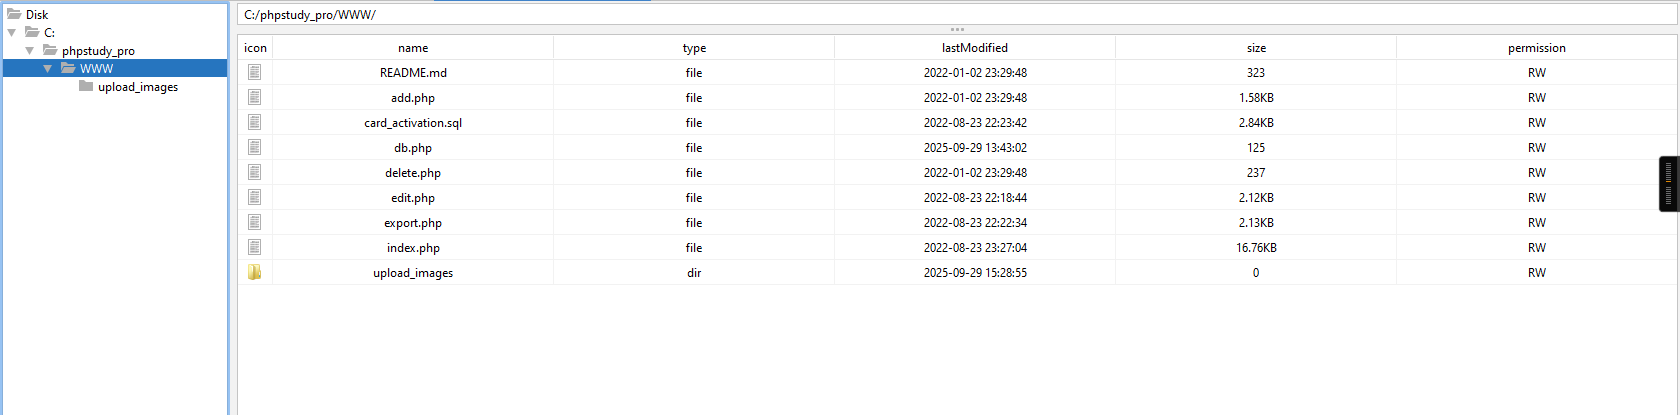 Disk
C:
phpstudy_pro
WWW
upload_images
C:/phpstudy_pro/WWW/
icon name type lastModified size permission
README.md file 2022-01-02 23:29:48 323 RW
add.php file 2022-01-02 23:29:48 1.58KB RW
card_activation.sql file 2022-08-23 22:23:42 2.84KB RW
db.php file 2025-09-29 13:43:02 125 RW
delete.php file 2022-01-02 23:29:48 237 RW
edit.php file 2022-08-23 22:18:44 2.12KB RW
export.php file 2022-08-23 22:22:34 2.13KB RW
index.php file 2022-08-23 23:27:04 16.76KB RW
upload_images dir 2025-09-29 15:28:55 0 RW